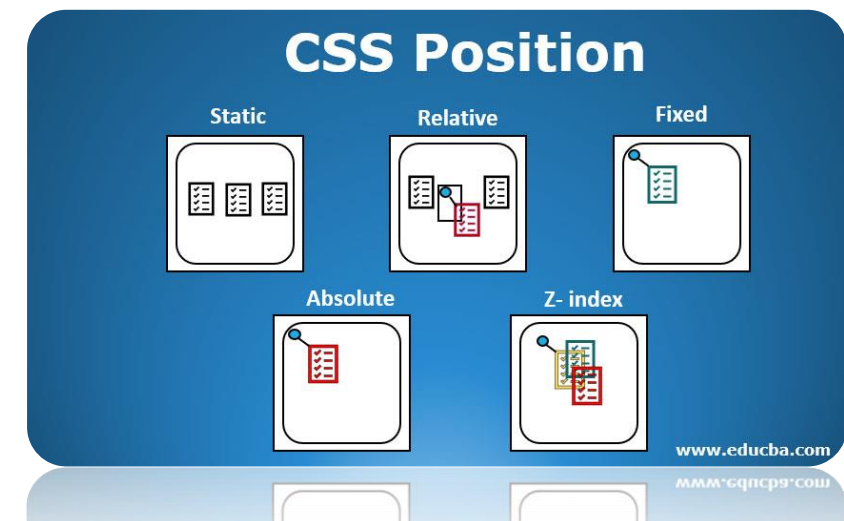 CSS Position
Static
Relative
Fixed
Absolute
Z- index
www.educba.com